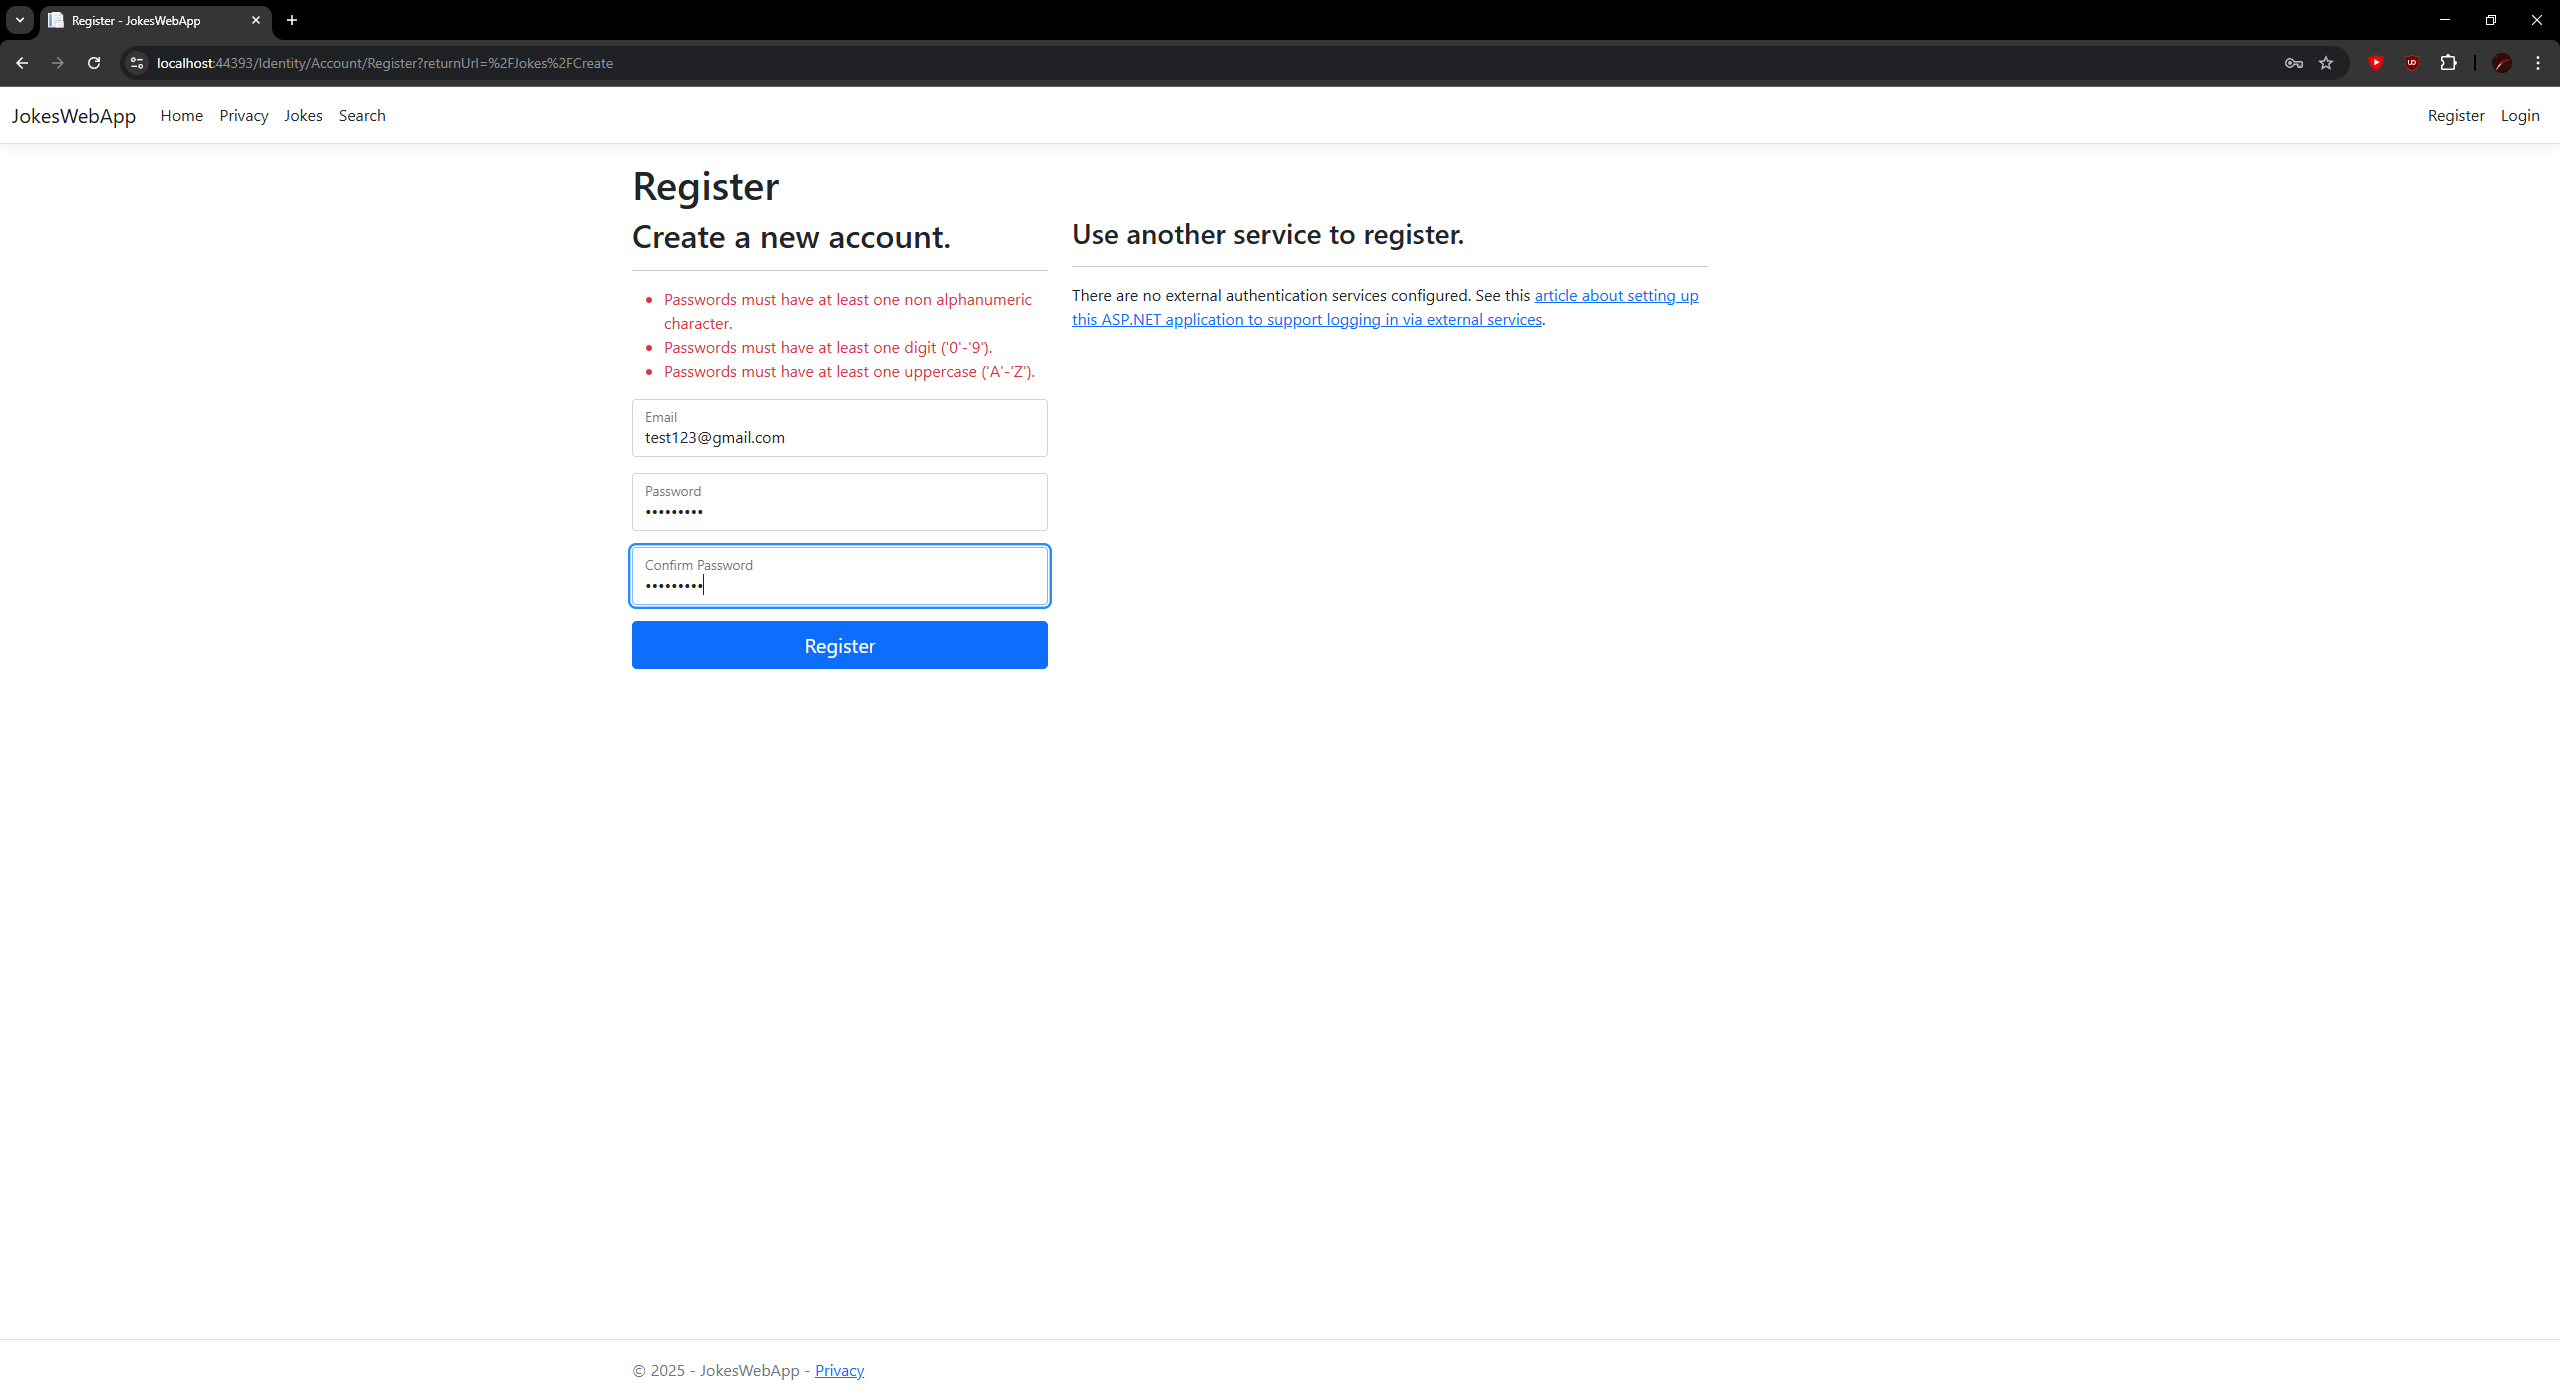 Register - JokesWebApp
localhost:44393/Identity/Account/Register?returnUrl=%2FJokes%2FCreate
JokesWebApp Home Privacy Jokes Search Register Login
Register
Create a new account.
Passwords must have at least one non alphanumeric
character.
Passwords must have at least one digit ('0'-'9').
Passwords must have at least one uppercase ('A'-'Z').
Email
test123@gmail.com
Password
•••••••••
Confirm Password
•••••••••
Register
Use another service to register.
There are no external authentication services configured. See this article about setting up
this ASP.NET application to support logging in via external services.
© 2025 - JokesWebApp - Privacy